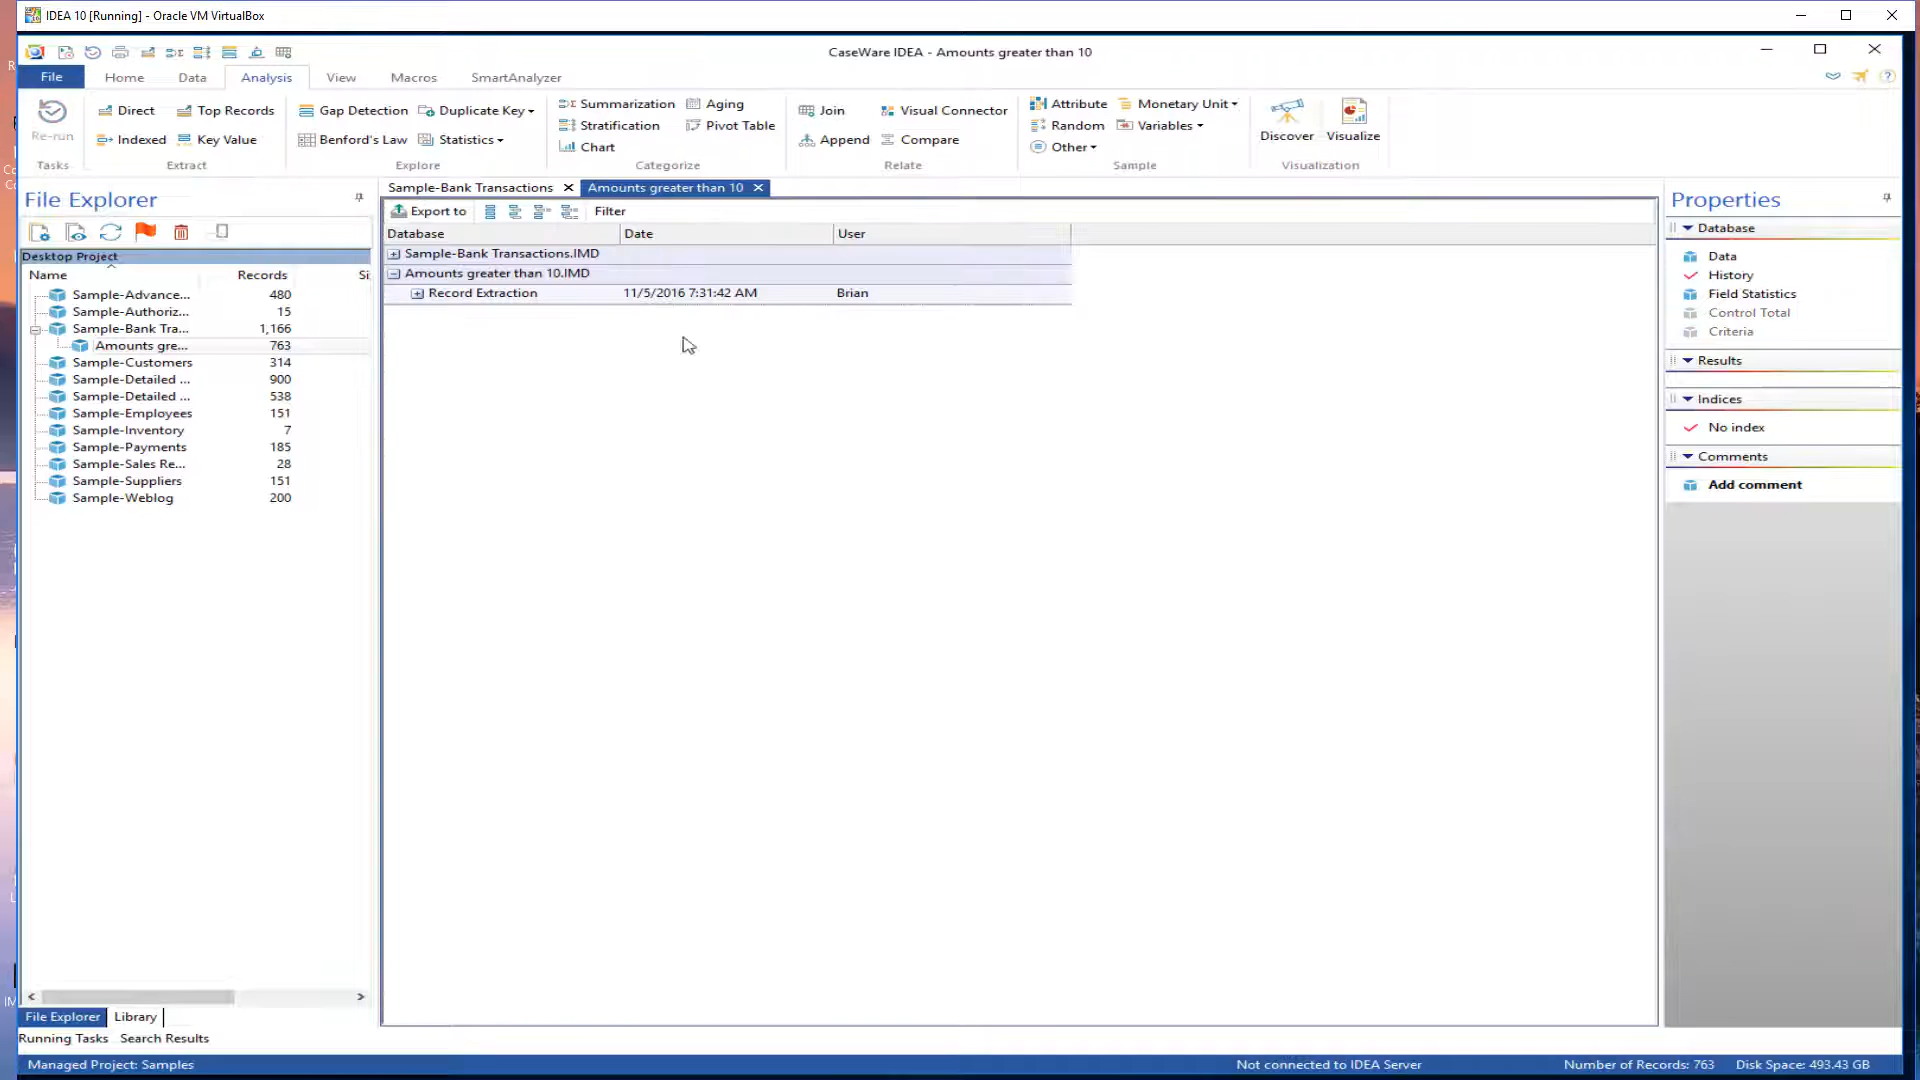 IDEA 10 [Running] - Oracle VM VirtualBox
CaseWare IDEA - Amounts greater than 10
File Home Data Analysis View Macros SmartAnalyzer
Re-run
Tasks
Direct Top Records
Indexed Key Value
Extract
Gap Detection Duplicate Key
Benford's Law Statistics
Explore
Summarization Aging
Stratification Pivot Table
Chart
Categorize
Join Visual Connector
Append Compare
Relate
Attribute Monetary Unit
Random Variables
Other
Sample
Discover Visualize
Visualization
File Explorer
Desktop Project
Name Records Si
Sample-Advance... 480
Sample-Authoriz... 15
Sample-Bank Tra... 1,166
Amounts gre... 763
Sample-Customers 314
Sample-Detailed ... 900
Sample-Detailed ... 538
Sample-Employees 151
Sample-Inventory 7
Sample-Payments 185
Sample-Sales Re... 28
Sample-Suppliers 151
Sample-Weblog 200
File Explorer Library
Running Tasks Search Results
Sample-Bank Transactions Amounts greater than 10
Export to Filter
Database Date User
Sample-Bank Transactions.IMD
Amounts greater than 10.IMD
Record Extraction 11/5/2016 7:31:42 AM Brian
Properties
Database
Data
History
Field Statistics
Control Total
Criteria
Results
Indices
No index
Comments
Add comment
Managed Project: Samples Not connected to IDEA Server Number of Records: 763 Disk Space: 493.43 GB